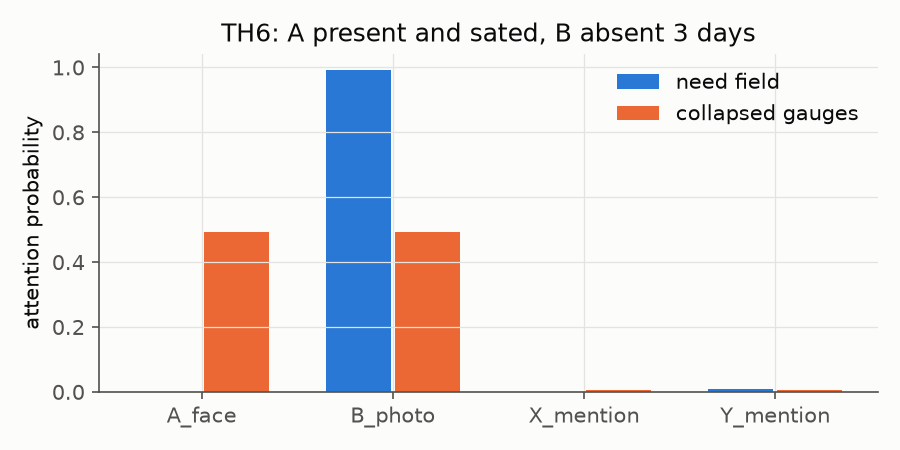 TH6: A present and sated, B absent 3 days
need field
collapsed gauges
attention probability
1.0
0.8
0.6
0.4
0.2
0.0
A_face
B_photo
X_mention
Y_mention